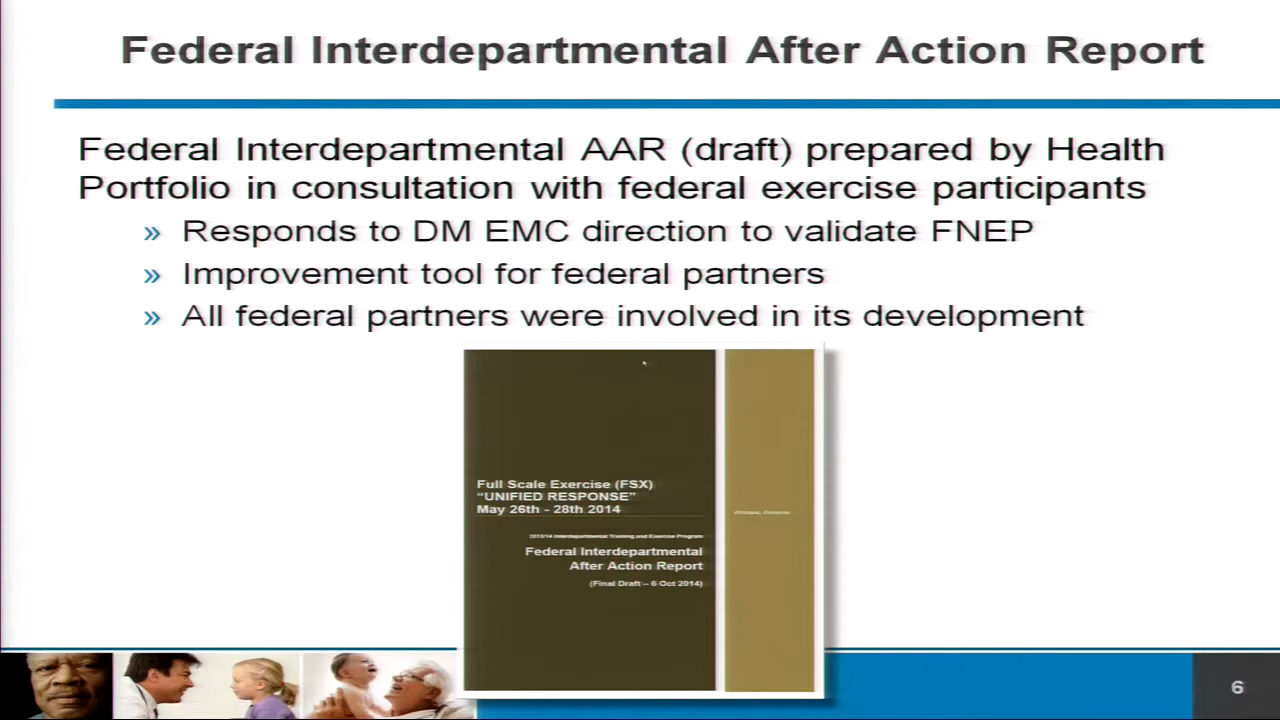 Federal Interdepartmental After Action Report
Federal Interdepartmental AAR (draft) prepared by Health
Portfolio in consultation with federal exercise participants
» Responds to DM EMC direction to validate FNEP
» Improvement tool for federal partners
» All federal partners were involved in its development
Full Scale Exercise (FSX)
“UNIFIED RESPONSE”
May 26th - 28th 2014
Ottawa, Ontario
2013/14 Interdepartmental Training and Exercise Program
Federal Interdepartmental
After Action Report
(Final Draft – 6 Oct 2014)
6